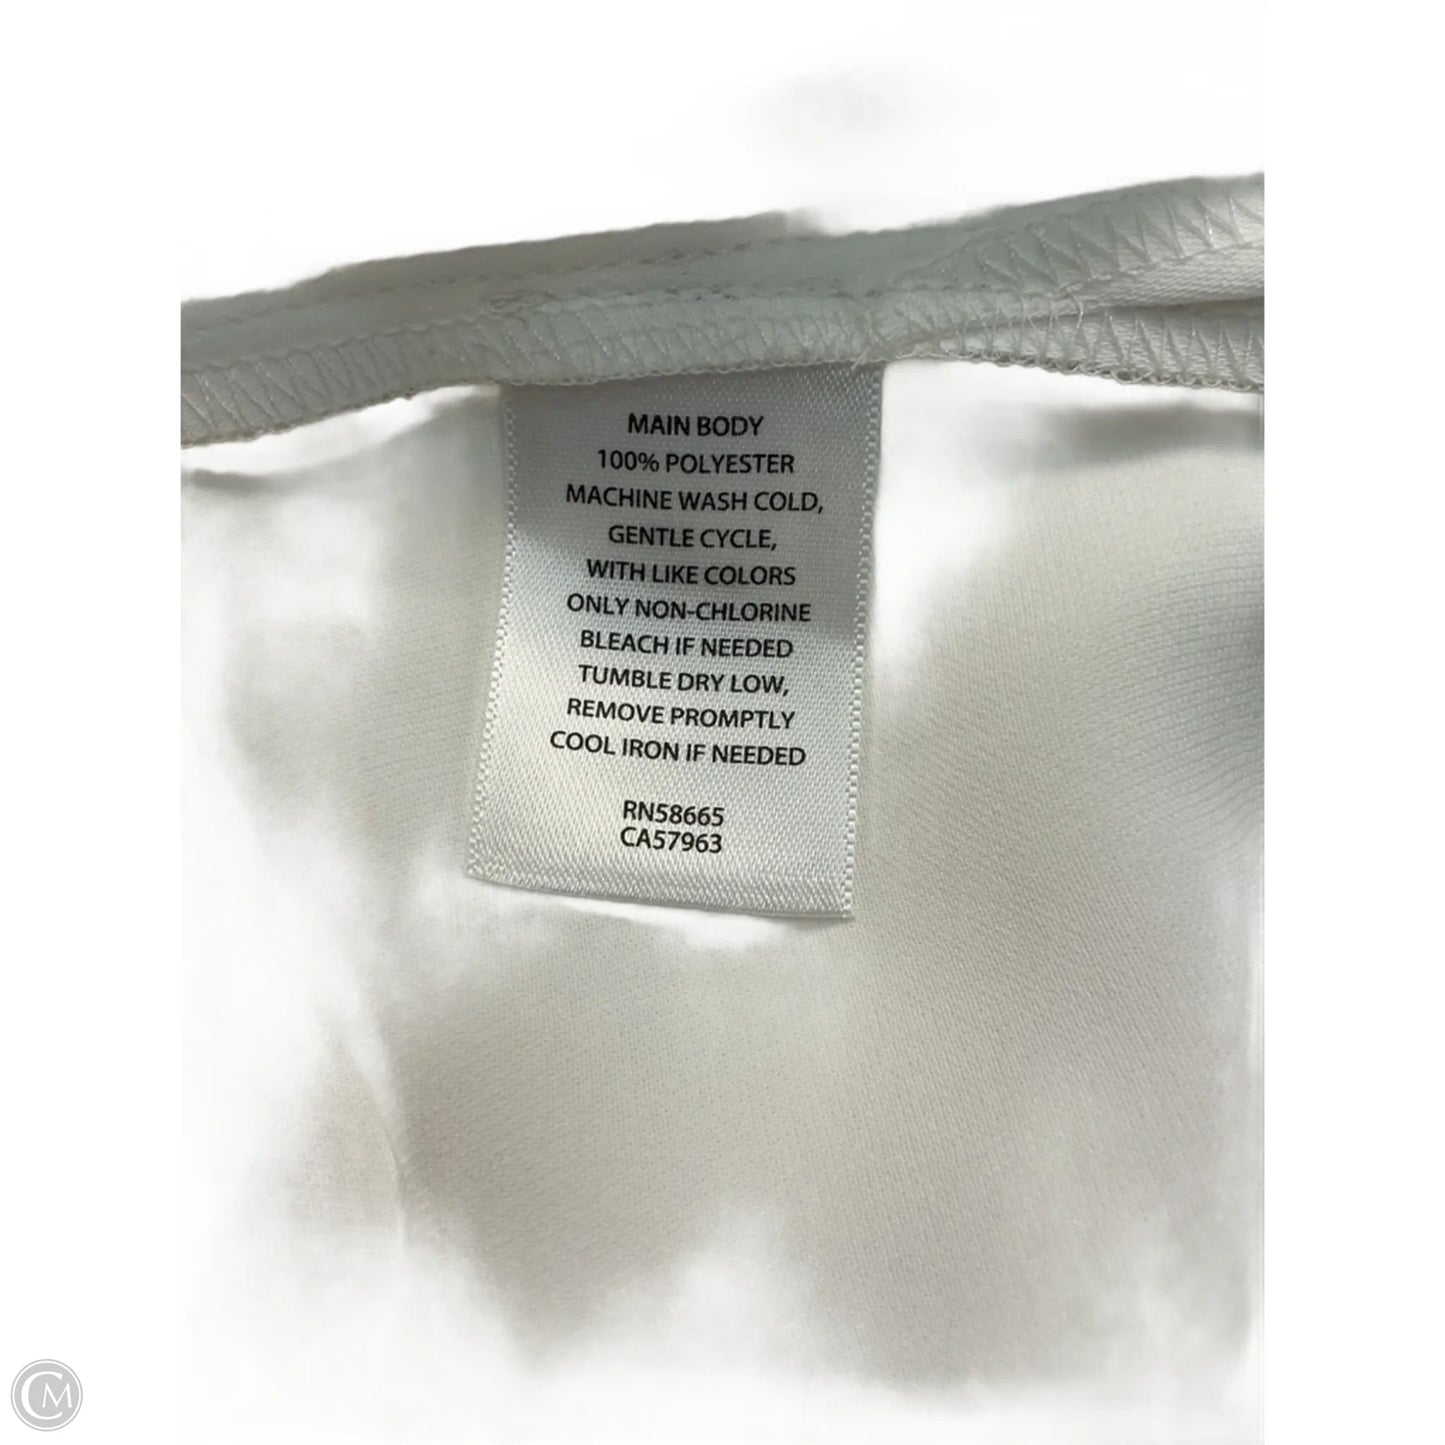 MAIN BODY
100% POLYESTER
MACHINE WASH COLD,
GENTLE CYCLE,
WITH LIKE COLORS
ONLY NON-CHLORINE
BLEACH IF NEEDED
TUMBLE DRY LOW,
REMOVE PROMPTLY
COOL IRON IF NEEDED
RN58665
CA57963
CM